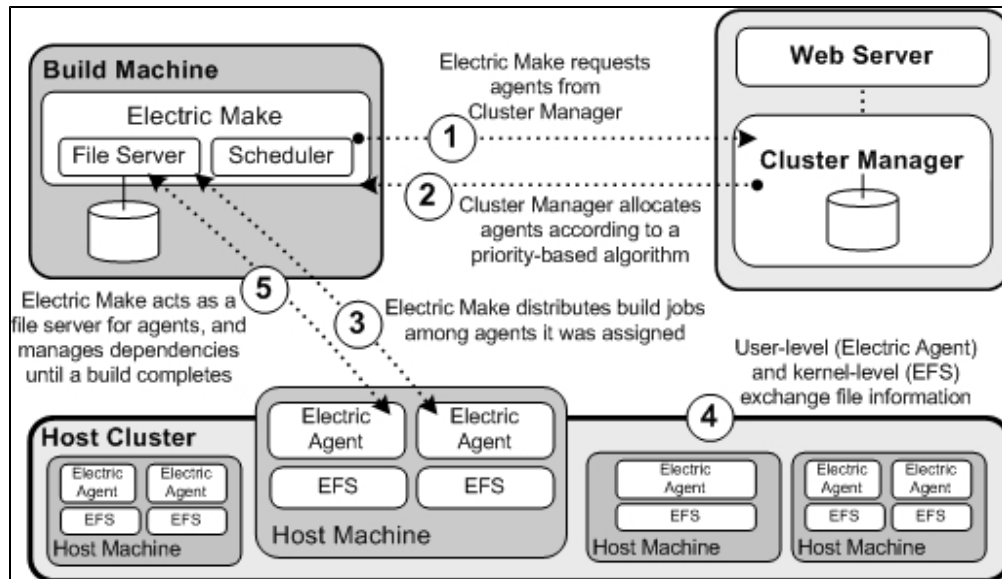 Build Machine
Electric Make
File Server
Scheduler
Electric Make requests
agents from
Cluster Manager
1
Web Server
Cluster Manager
2
Cluster Manager allocates
agents according to a
priority-based algorithm
5
Electric Make acts as a
file server for agents, and
manages dependencies
until a build completes
3
Electric Make distributes build jobs
among agents it was assigned
User-level (Electric Agent)
and kernel-level (EFS)
exchange file information
4
Host Cluster
Electric
Agent
Electric
Agent
EFS
EFS
Host Machine
Electric
Agent
Electric
Agent
EFS
EFS
Host Machine
Electric
Agent
EFS
Host Machine
Electric
Agent
Electric
Agent
EFS
EFS
Host Machine